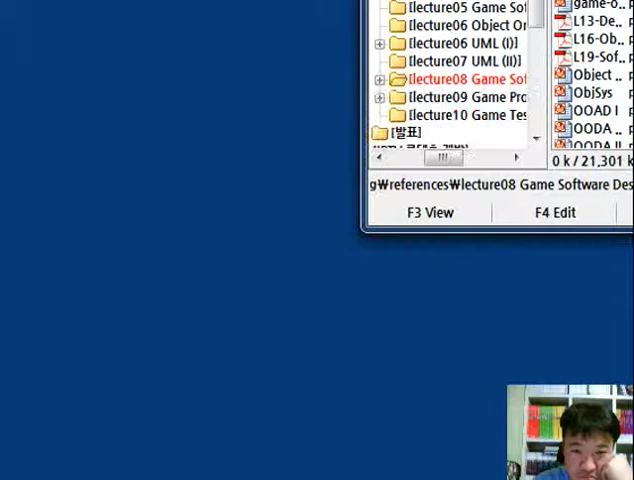 [lecture05 Game Sof
[lecture06 Object Or
[lecture06 UML (I)]
[lecture07 UML (II)]
[lecture08 Game Sof
[lecture09 Game Pro
[lecture10 Game Tes
[발표]
game-o..
L13-De..
L16-Ob..
L19-Sof..
Object ..
ObjSys
OOAD I
OODA ..
OODA II
0 k / 21,301 k
g₩references₩lecture08 Game Software Des
F3 View
F4 Edit